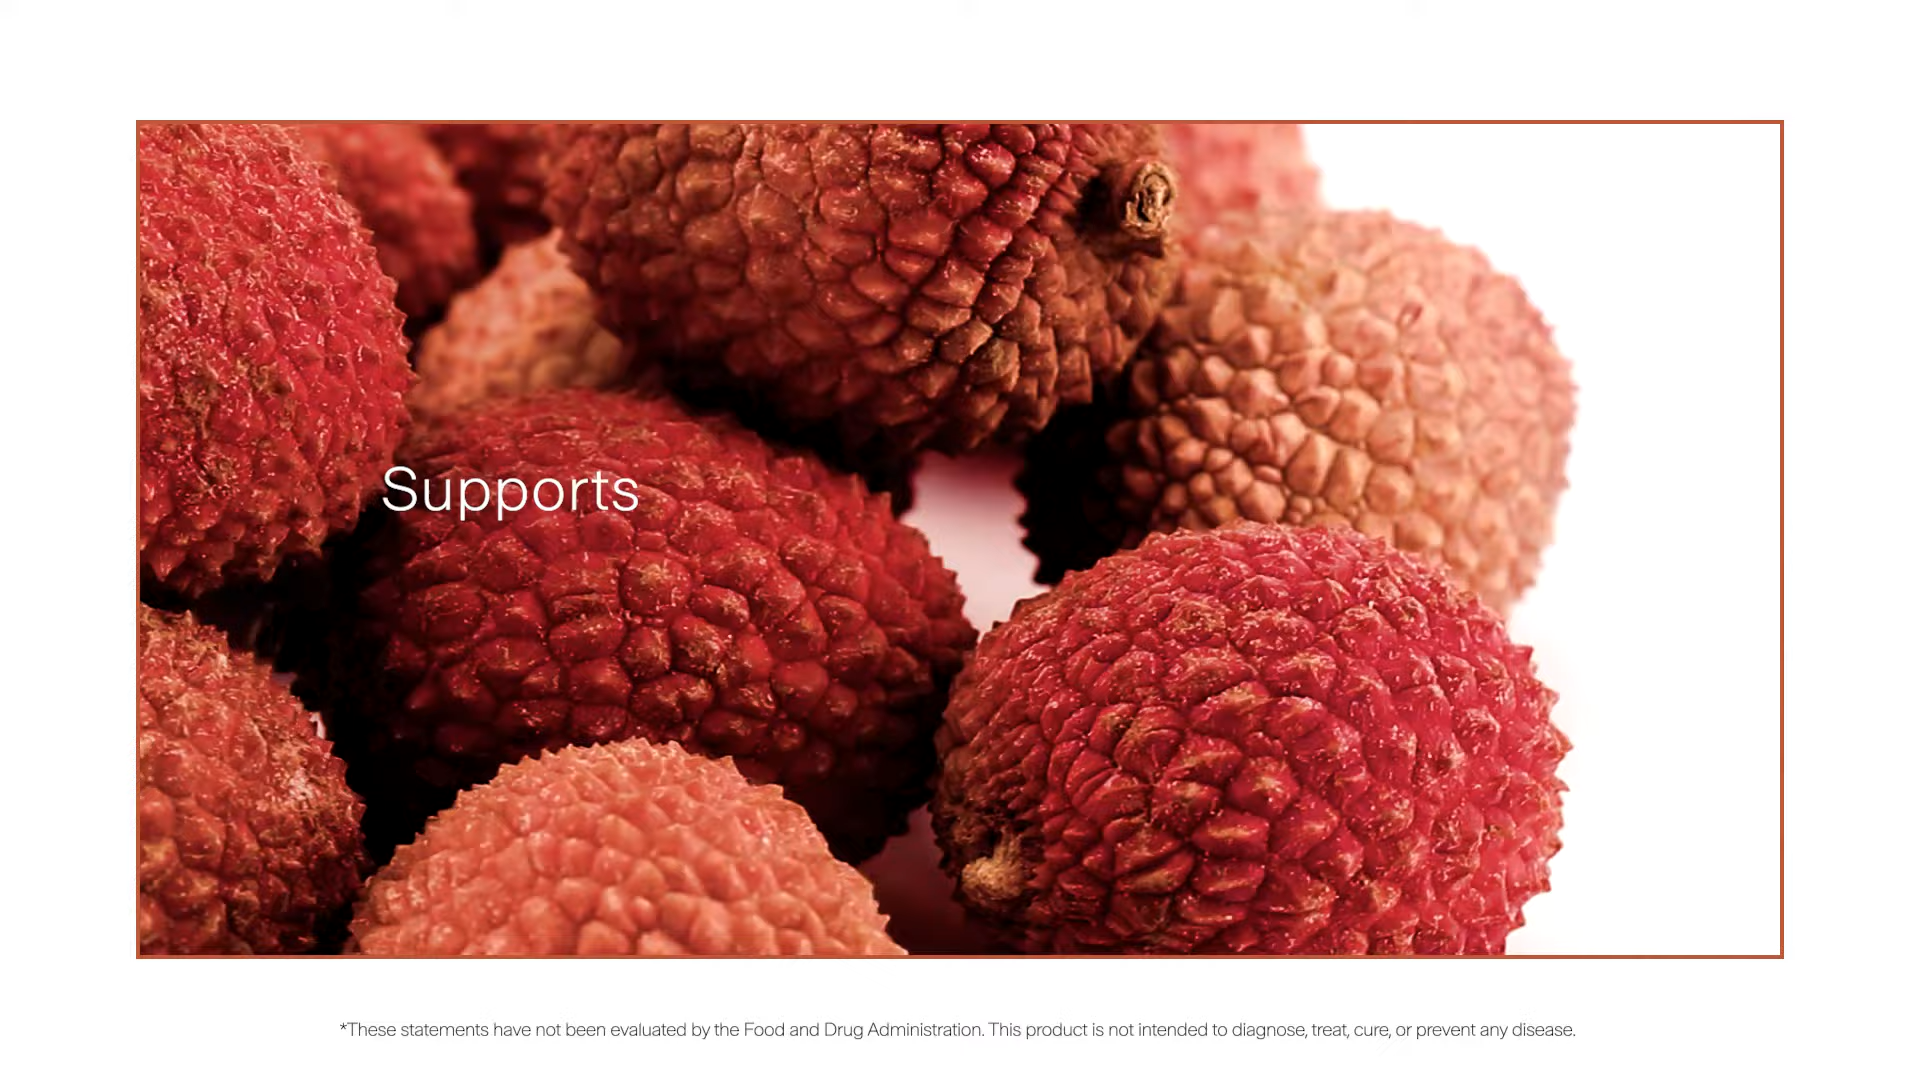 Supports
*These statements have not been evaluated by the Food and Drug Administration. This product is not intended to diagnose, treat, cure, or prevent any disease.